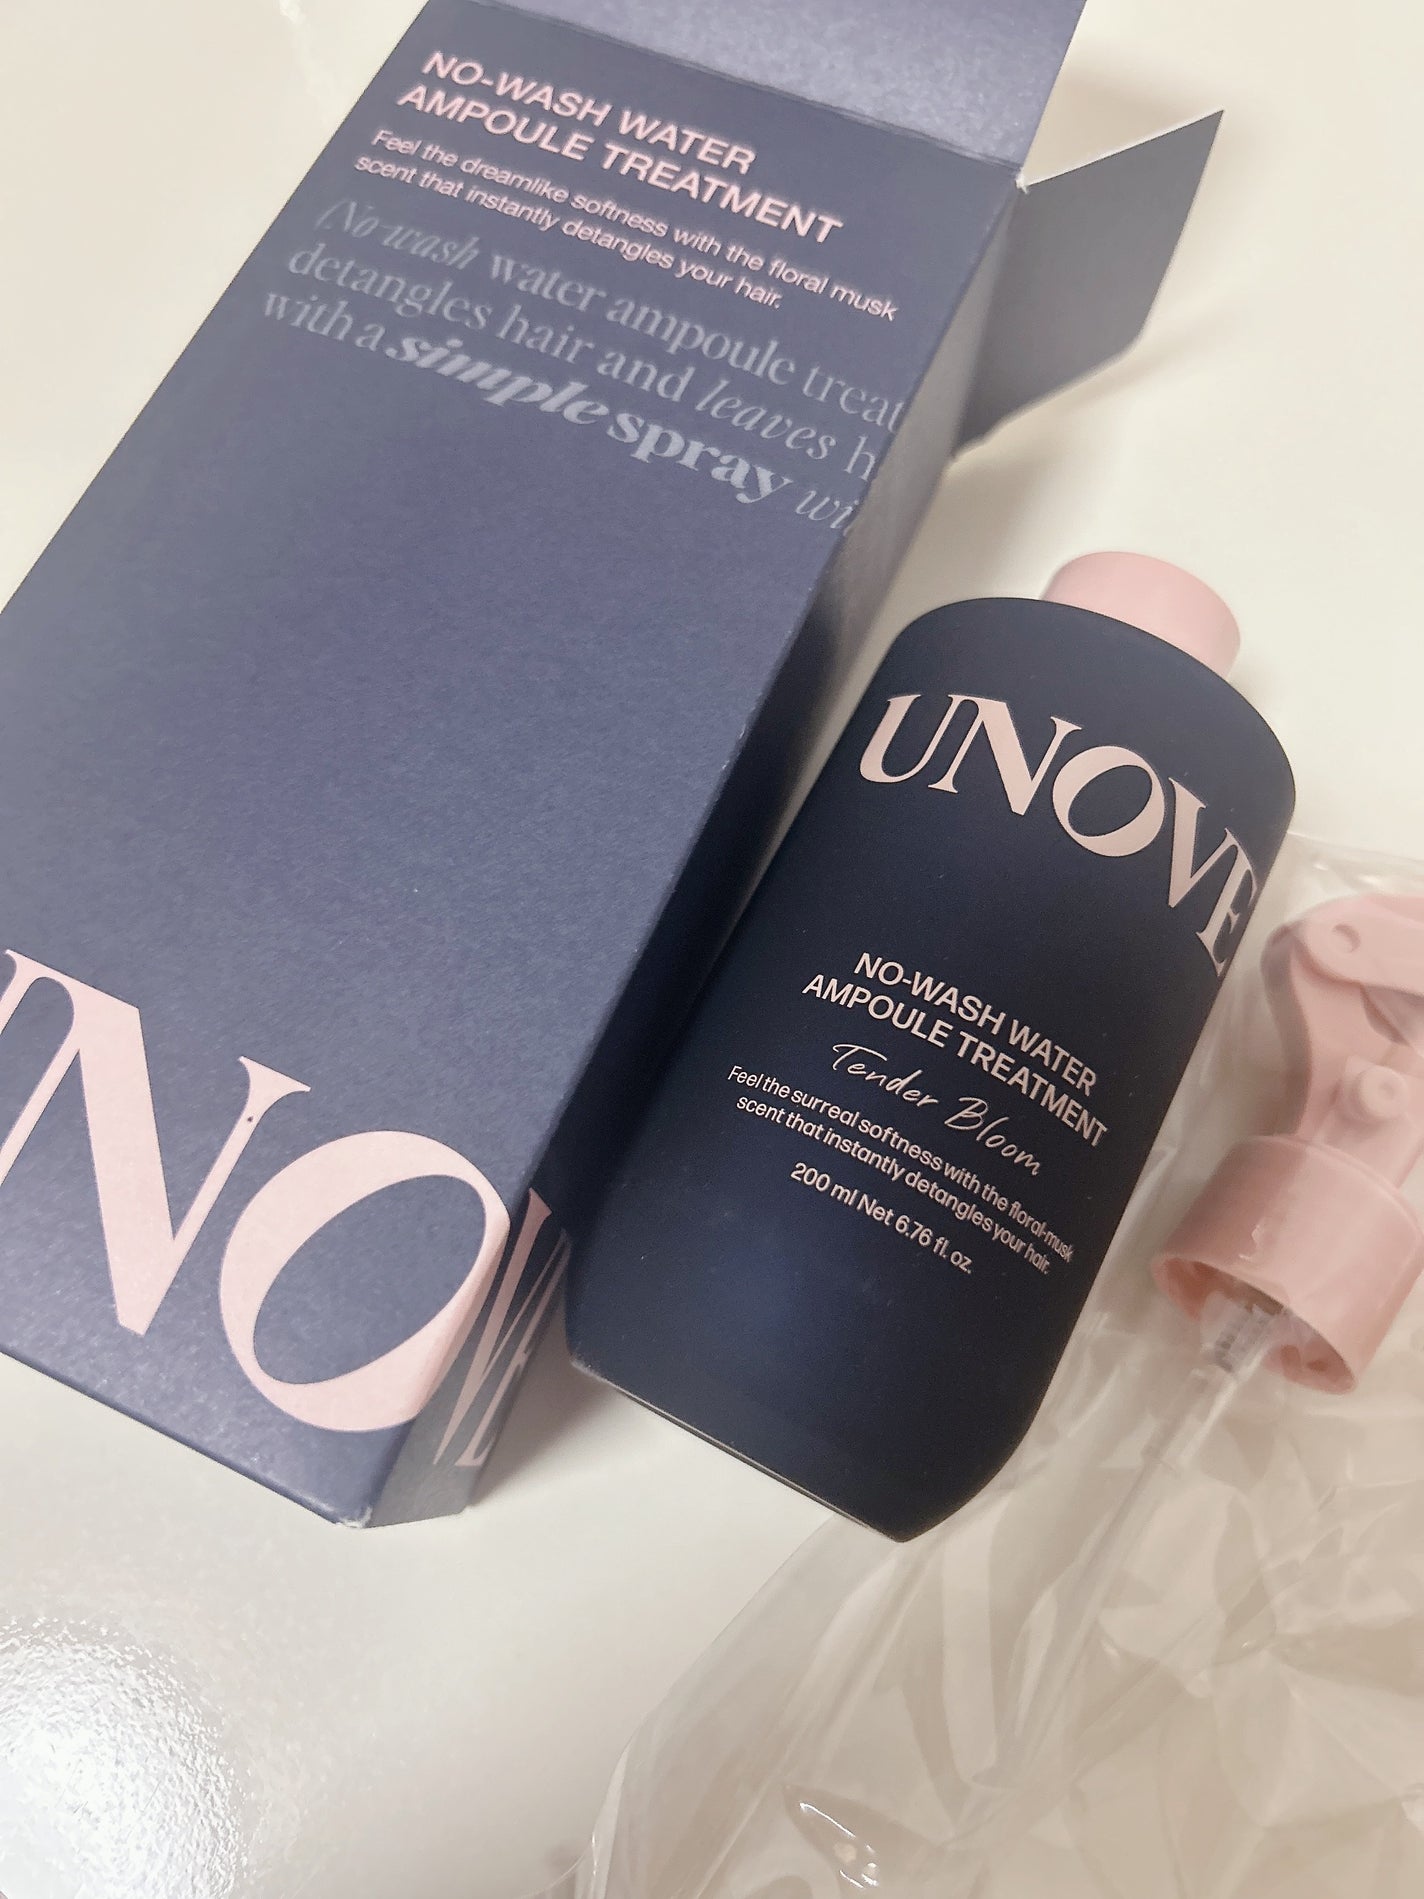 NO-WASH WATER
AMPOULE TREATMENT
Feel the dreamlike softness with the floral musk
scent that instantly detangles your hair.
(No-wash water ampoule treat
detangles hair and leaves h
with a simple spray wi
UNOVE
UNOVE
NO-WASH WATER
AMPOULE TREATMENT
Tender Bloom
Feel the surreal softness with the floral-musk
scent that instantly detangles your hair.
200 ml Net 6.76 fl. oz.